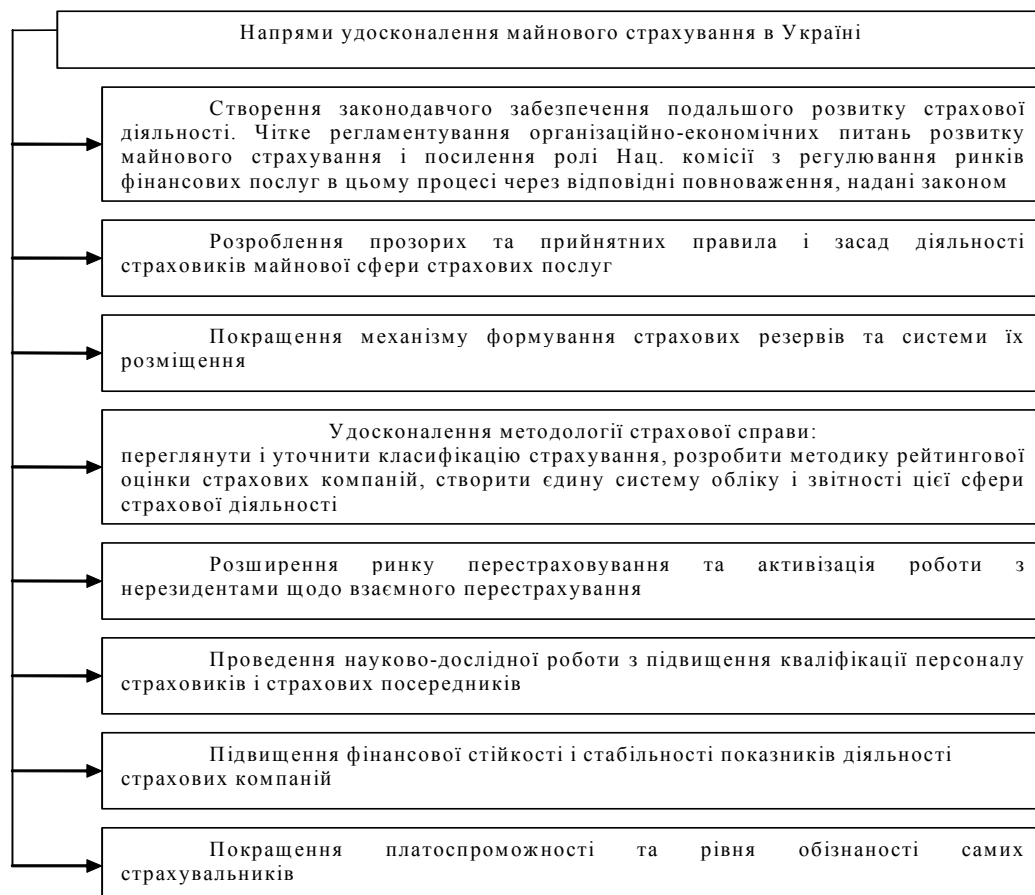 Напрями удосконалення майнового страхування в Україні
Створення законодавчого забезпечення подальшого розвитку страхової
діяльності. Чітке регламентування організаційно-економічних питань розвитку
майнового страхування і посилення ролі Нац. комісії з регулювання ринків
фінансових послуг в цьому процесі через відповідні повноваження, надані законом
Розроблення прозорих та прийнятних правила і засад діяльності
страховиків майнової сфери страхових послуг
Покращення механізму формування страхових резервів та системи їх
розміщення
Удосконалення методології страхової справи:
переглянути і уточнити класифікацію страхування, розробити методику рейтингової
оцінки страхових компаній, створити єдину систему обліку і звітності цієї сфери
страхової діяльності
Розширення ринку перестраховування та активізація роботи з
нерезидентами щодо взаємного перестрахування
Проведення науково-дослідної роботи з підвищення кваліфікації персоналу
страховиків і страхових посередників
Підвищення фінансової стійкості і стабільності показників діяльності
страхових компаній
Покращення платоспроможності та рівня обізнаності самих
страхувальників